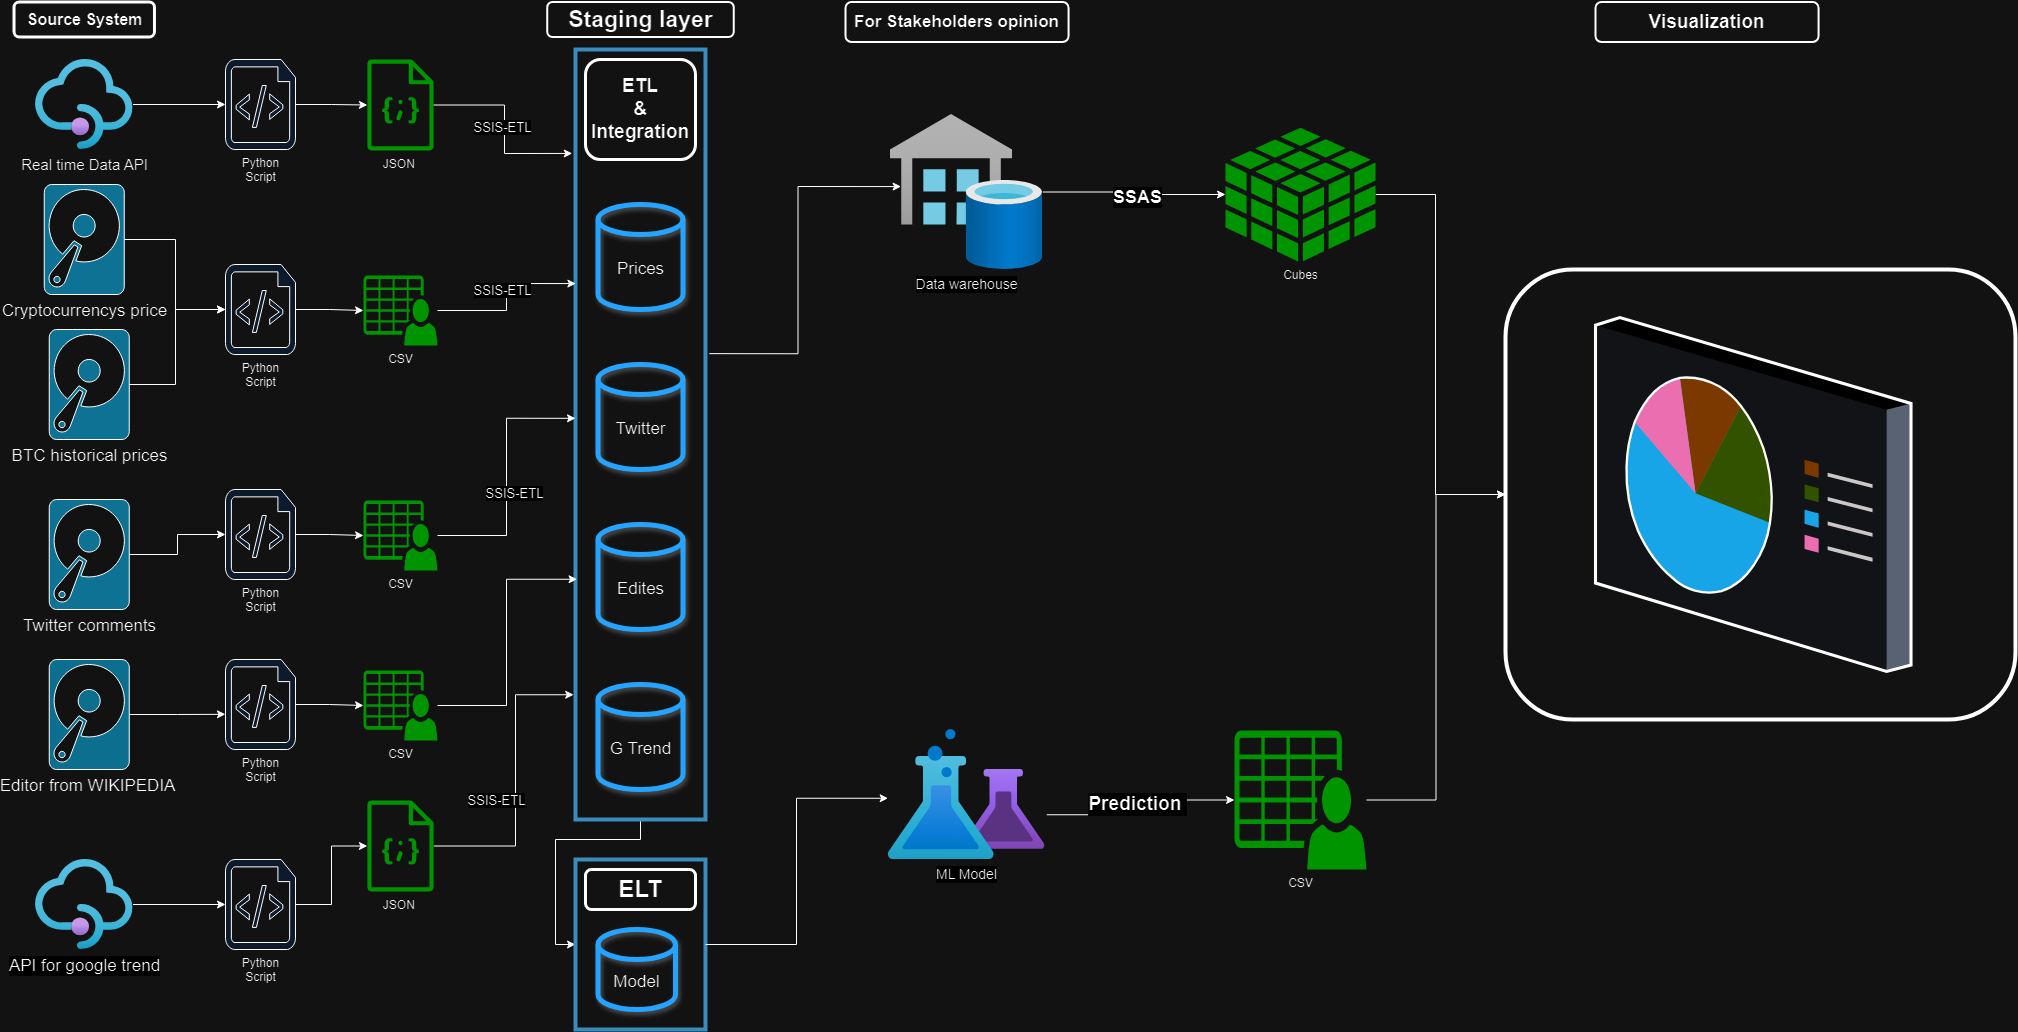 Source System
Staging layer
For Stakeholders opinion
Visualization
Real time Data API
Python
Script
JSON
SSIS-ETL
ETL
&
Integration
Cryptocurrencys price
BTC historical prices
Python
Script
CSV
SSIS-ETL
Prices
Twitter comments
Python
Script
CSV
SSIS-ETL
Twitter
Editor from WIKIPEDIA
Python
Script
CSV
Edites
API for google trend
Python
Script
JSON
SSIS-ETL
G Trend
ELT
Model
Data warehouse
SSAS
Cubes
ML Model
Prediction
CSV